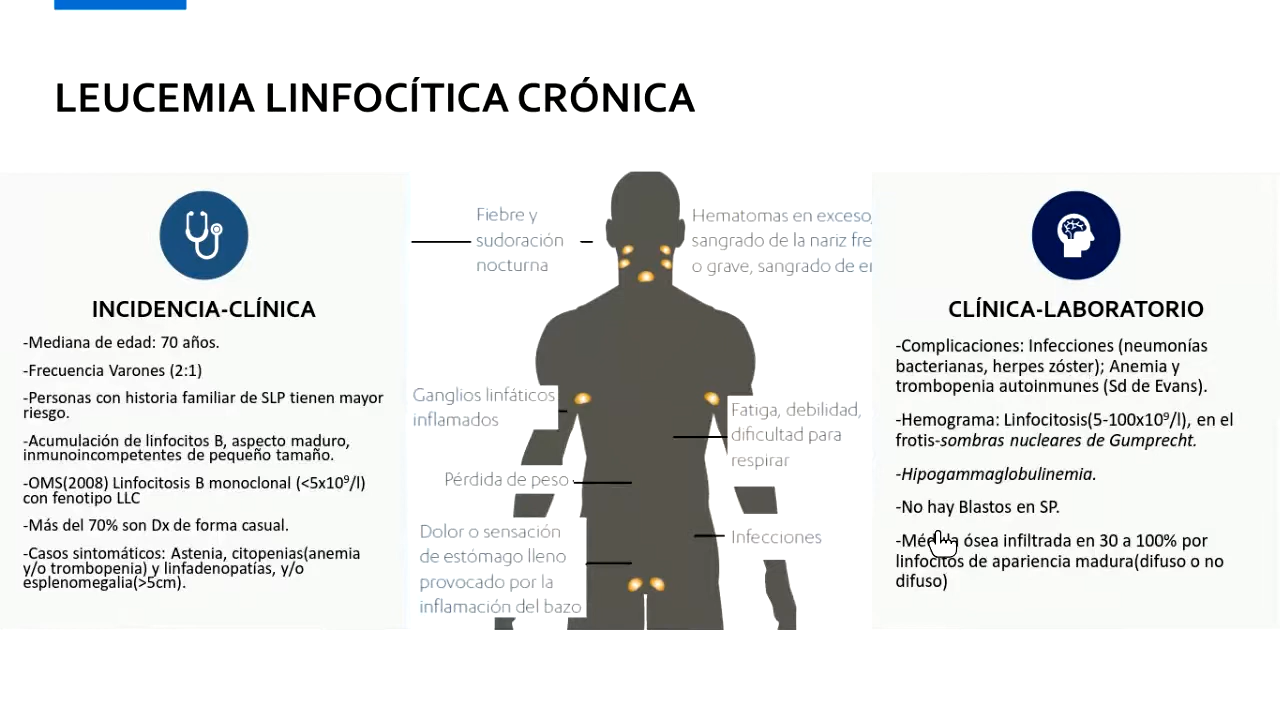 LEUCEMIA LINFOCÍTICA CRÓNICA
INCIDENCIA-CLÍNICA
-Mediana de edad: 70 años.
-Frecuencia Varones (2:1)
-Personas con historia familiar de SLP tienen mayor
riesgo.
-Acumulación de linfocitos B, aspecto maduro,
inmunoincompetentes de pequeño tamaño.
-OMS(2008) Linfocitosis B monoclonal (<5x10⁹/l)
con fenotipo LLC
-Más del 70% son Dx de forma casual.
-Casos sintomáticos: Astenia, citopenias(anemia
y/o trombopenia) y linfadenopatías, y/o
esplenomegalia(>5cm).
Fiebre y
sudoración
nocturna
Hematomas en exceso,
sangrado de la nariz
o grave, sangrado de
Ganglios linfáticos
inflamados
Fatiga, debilidad,
dificultad para
respirar
Pérdida de peso
Dolor o sensación
de estómago lleno
provocado por la
inflamación del bazo
Infecciones
CLÍNICA-LABORATORIO
-Complicaciones: Infecciones (neumonías
bacterianas, herpes zóster); Anemia y
trombopenia autoinmunes (Sd de Evans).
-Hemograma: Linfocitosis(5-100x10⁹/l), en el
frotis-sombras nucleares de Gumprecht.
-Hipogammaglobulinemia.
-No hay Blastos en SP.
ósea infiltrada en 30 a 100% por
linfocitos de apariencia madura(difuso o no
difuso)